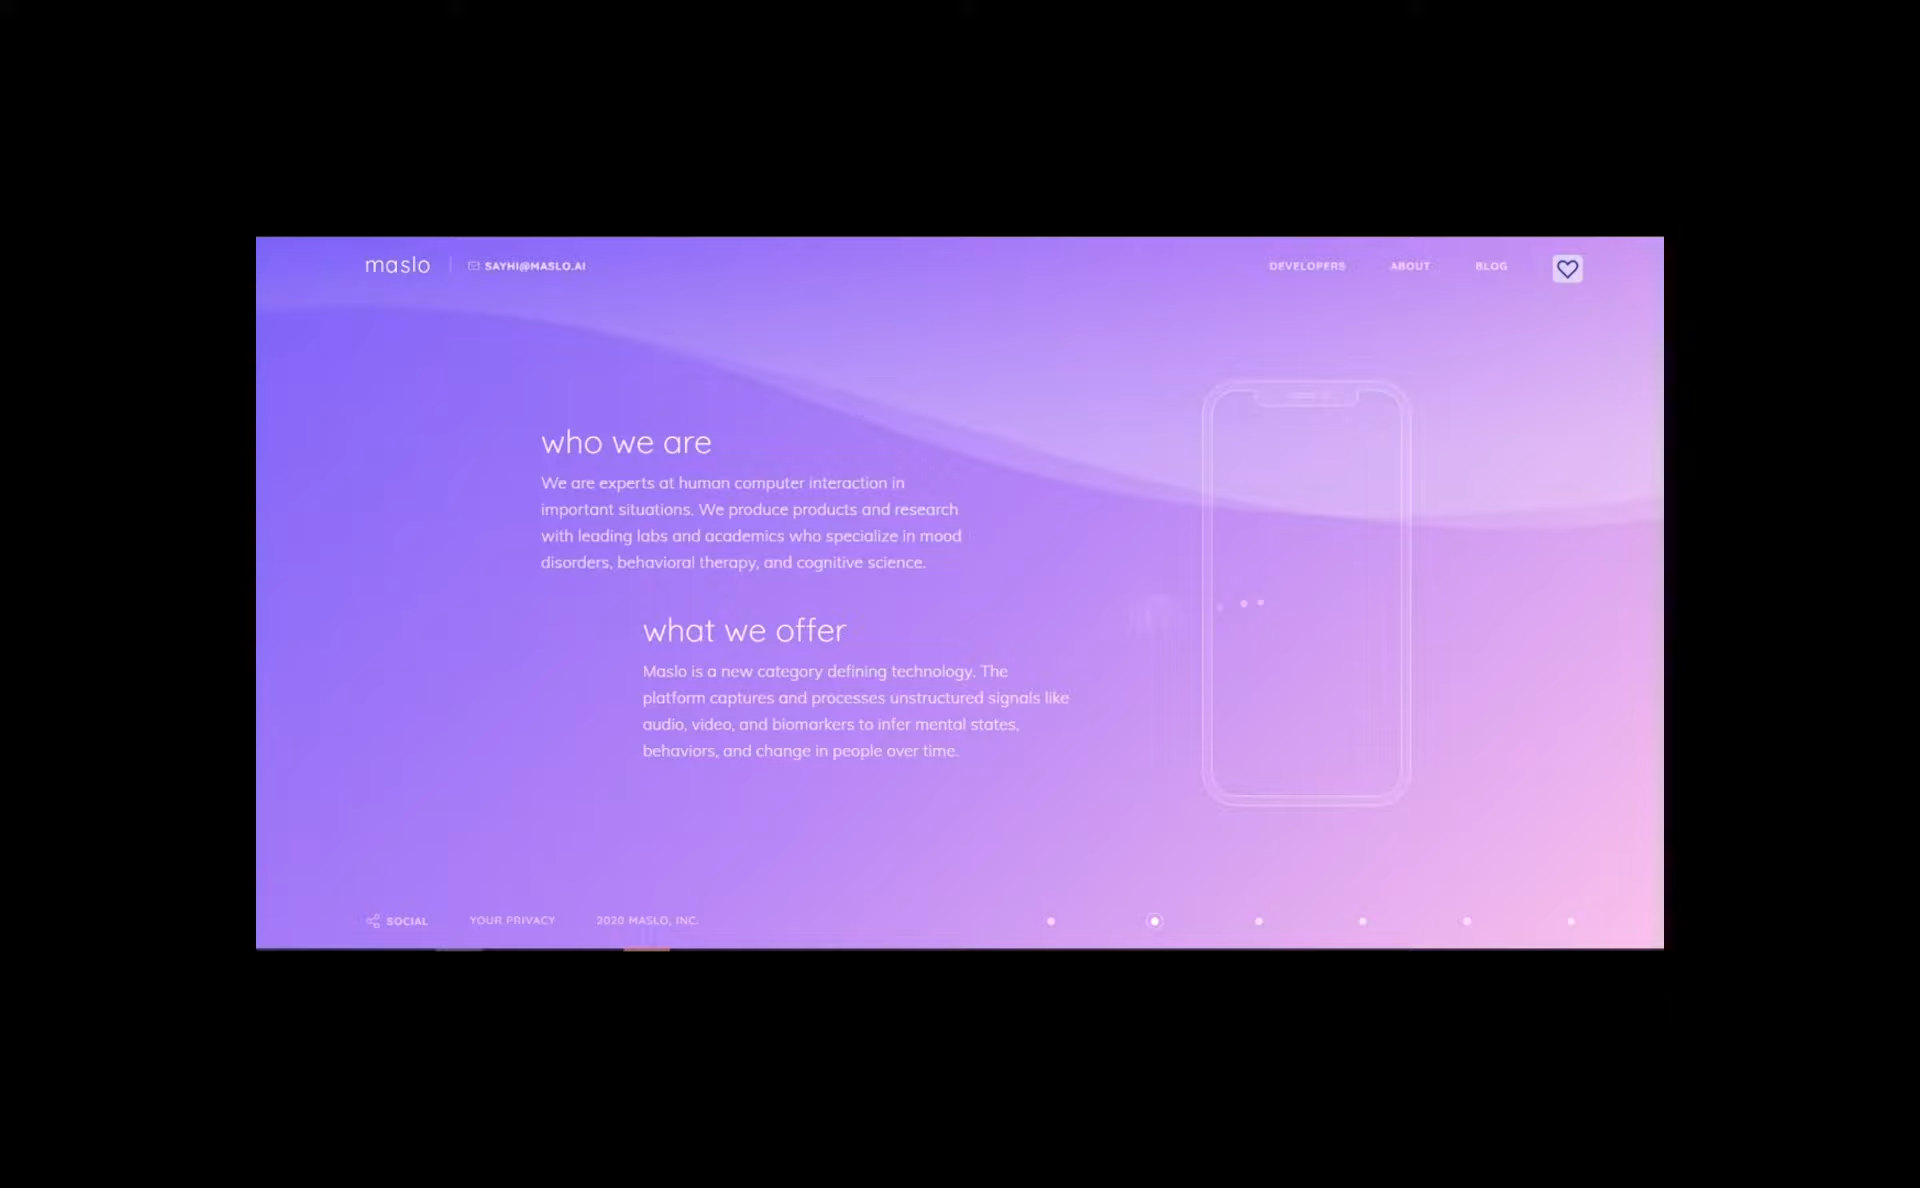 maslo
SAYHI@MASLO.AI
DEVELOPERS
ABOUT
BLOG
who we are
We are experts at human computer interaction in
important situations. We produce products and research
with leading labs and academics who specialize in mood
disorders, behavioral therapy, and cognitive science.
what we offer
Maslo is a new category defining technology. The
platform captures and processes unstructured signals like
audio, video, and biomarkers to infer mental states,
behaviors, and change in people over time.
SOCIAL
YOUR PRIVACY
2020 MASLO, INC.